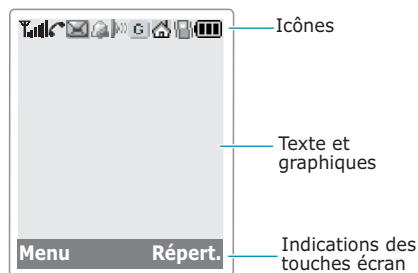 G
Icônes
Texte et
graphiques
Menu Répert.
Indications des
touches écran